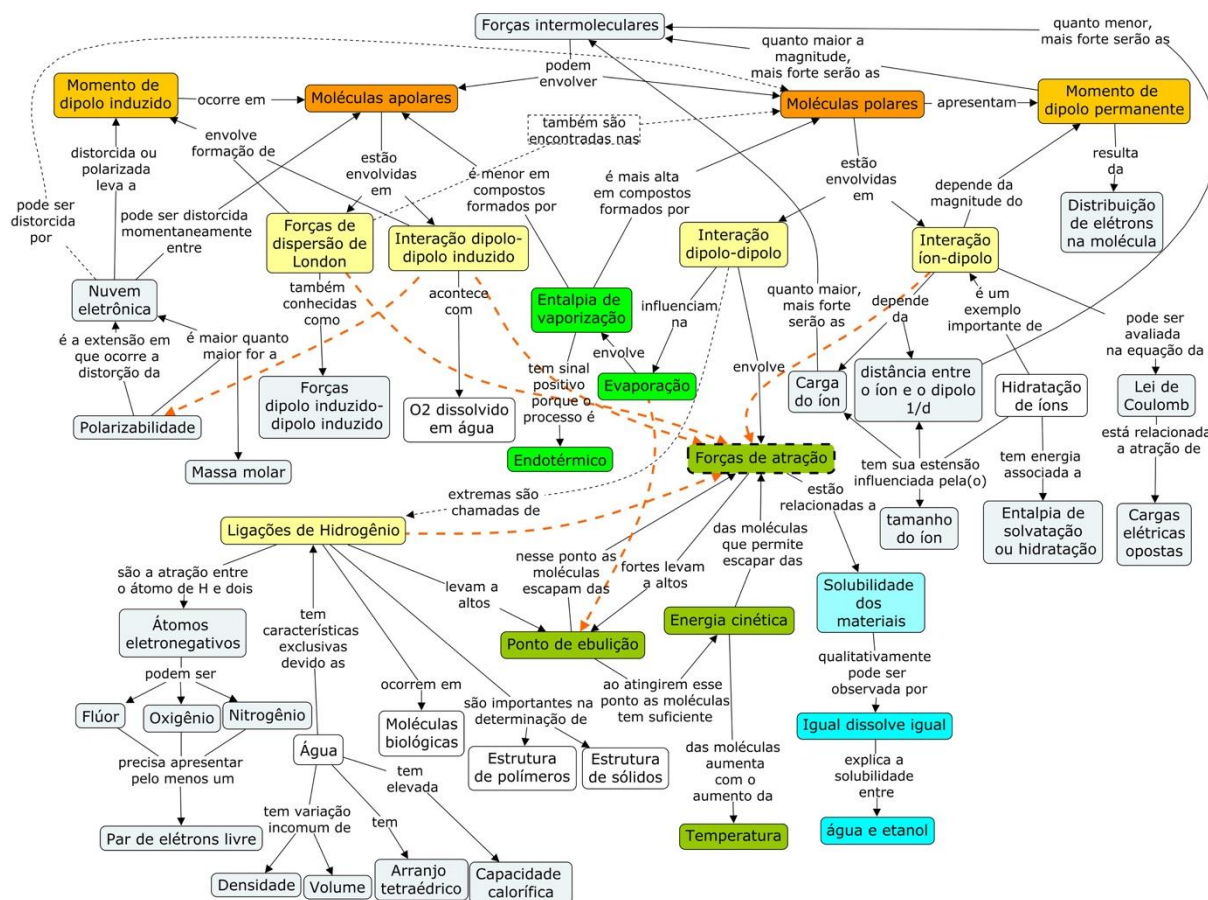 Forças intermoleculares
quanto menor,
mais forte serão as
quanto maior a
magnitude,
mais forte serão as
podem
envolver
Momento de
dipolo induzido
ocorre em
Moléculas apolares
Moléculas polares
apresentam
Momento de
dipolo permanente
também são
encontradas nas
envolve
formação de
distorcida ou
polarizada
leva a
estão
envolvidas
em
é menor em
compostos
formados por
é mais alta
em compostos
formados por
estão
envolvidas
em
resulta
da
depende da
magnitude do
Distribuição
de elétrons
na molécula
pode ser
distorcida
por
pode ser distorcida
momentaneamente
entre
Forças de
dispersão de
London
Interação dipolo-
dipolo induzido
Interação
dipolo-dipolo
Interação
íon-dipolo
Nuvem
eletrônica
também
conhecidas
como
acontece
com
Entalpia de
vaporização
influenciam
na
quanto maior,
mais forte
serão as
depende
da
é um
exemplo
importante de
pode ser
avaliada
na equação da
é a extensão em
que ocorre a
distorção da
é maior quanto
maior for a
envolve
tem sinal
positivo
porque o
processo é
Evaporação
envolve
Carga
do íon
distância entre
o íon e o dipolo
1/d
Hidratação
de íons
Lei de
Coulomb
Forças
dipolo induzido-
dipolo induzido
O2 dissolvido
em água
Polarizabilidade
Massa molar
Endotérmico
Forças de atração
está relacionada
a atração de
tem sua estensão
influenciada pela(o)
tem energia
associada a
extremas são
chamadas de
estão
relacionadas a
tamanho
do íon
Entalpia de
solvatação
ou hidratação
Cargas
elétricas
opostas
Ligações de Hidrogênio
das moléculas
que permite
escapar das
nesse ponto as
moléculas
escapam das
fortes levam
a altos
são a atração entre
o átomo de H e dois
levam a
altos
Solubilidade
dos
materiais
tem
características
exclusivas
devido as
Átomos
eletronegativos
Energia cinética
Ponto de ebulição
qualitativamente
pode ser
observada por
podem ser
ocorrem em
são importantes na
determinação de
ao atingirem esse
ponto as moléculas
tem suficiente
Flúor
Oxigênio
Nitrogênio
Moléculas
biológicas
Igual dissolve igual
Água
Estrutura
de polímeros
Estrutura
de sólidos
precisa apresentar
pelo menos um
das moléculas
aumenta
com o
aumento da
explica a
solubilidade
entre
tem
elevada
tem variação
incomum de
tem
Par de elétrons livre
Temperatura
água e etanol
Densidade
Volume
Arranjo
tetraédrico
Capacidade
calorífica